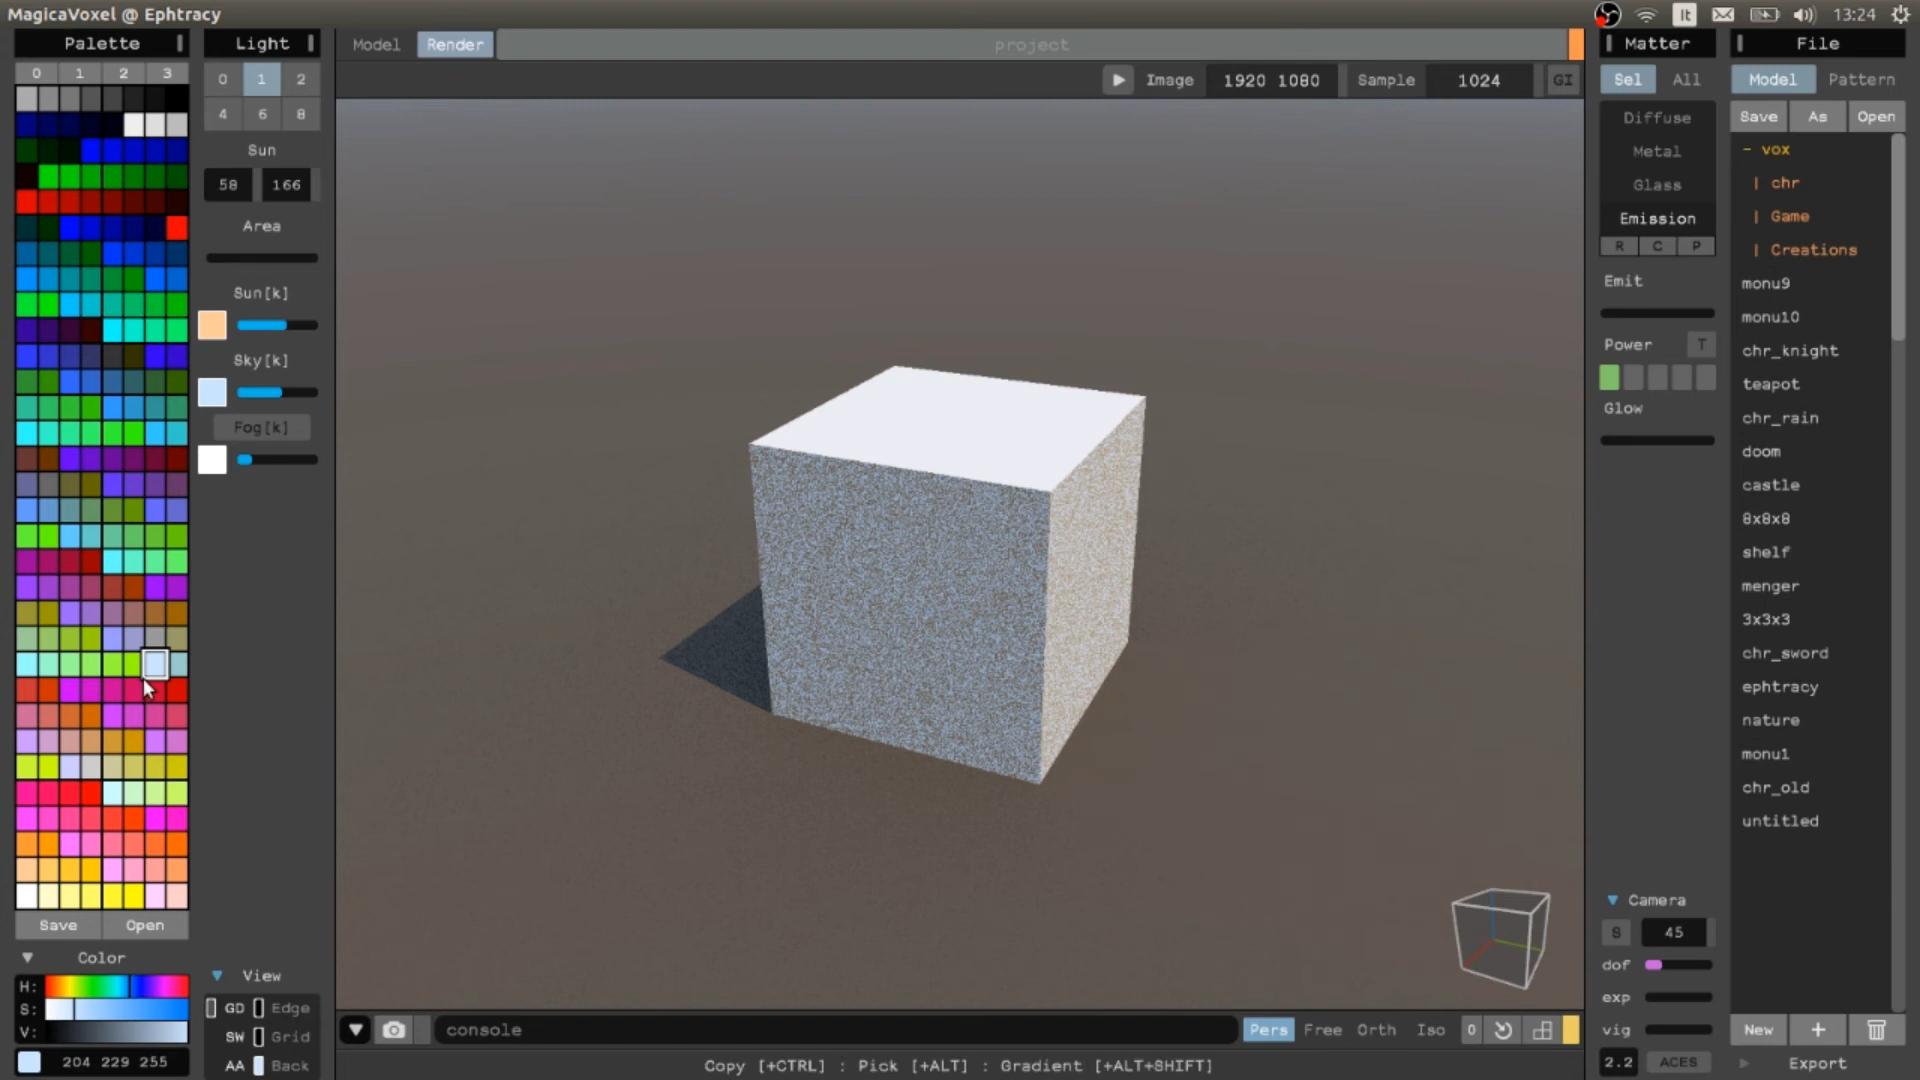 MagicaVoxel @ Ephtracy
It
13:24
Palette
0 1 2 3
Save Open
Color
H:
S:
V:
204 229 255
Light
0 1 2
4 6 8
Sun
58 166
Area
Sun[k]
Sky[k]
Fog[k]
View
GD Edge
SW Grid
AA Back
Model Render project
Image 1920 1080 Sample 1024 GI
console
Pers Free Orth Iso 0
Copy [+CTRL] : Pick [+ALT] : Gradient [+ALT+SHIFT]
Matter
Sel All
Diffuse
Metal
Glass
Emission
R C P
Emit
Power T
Glow
Camera
S 45
dof
exp
vig
2.2 ACES
File
Model Pattern
Save As Open
- vox
| chr
| Game
| Creations
monu9
monu10
chr_knight
teapot
chr_rain
doom
castle
8x8x8
shelf
menger
3x3x3
chr_sword
ephtracy
nature
monu1
chr_old
untitled
New +
Export